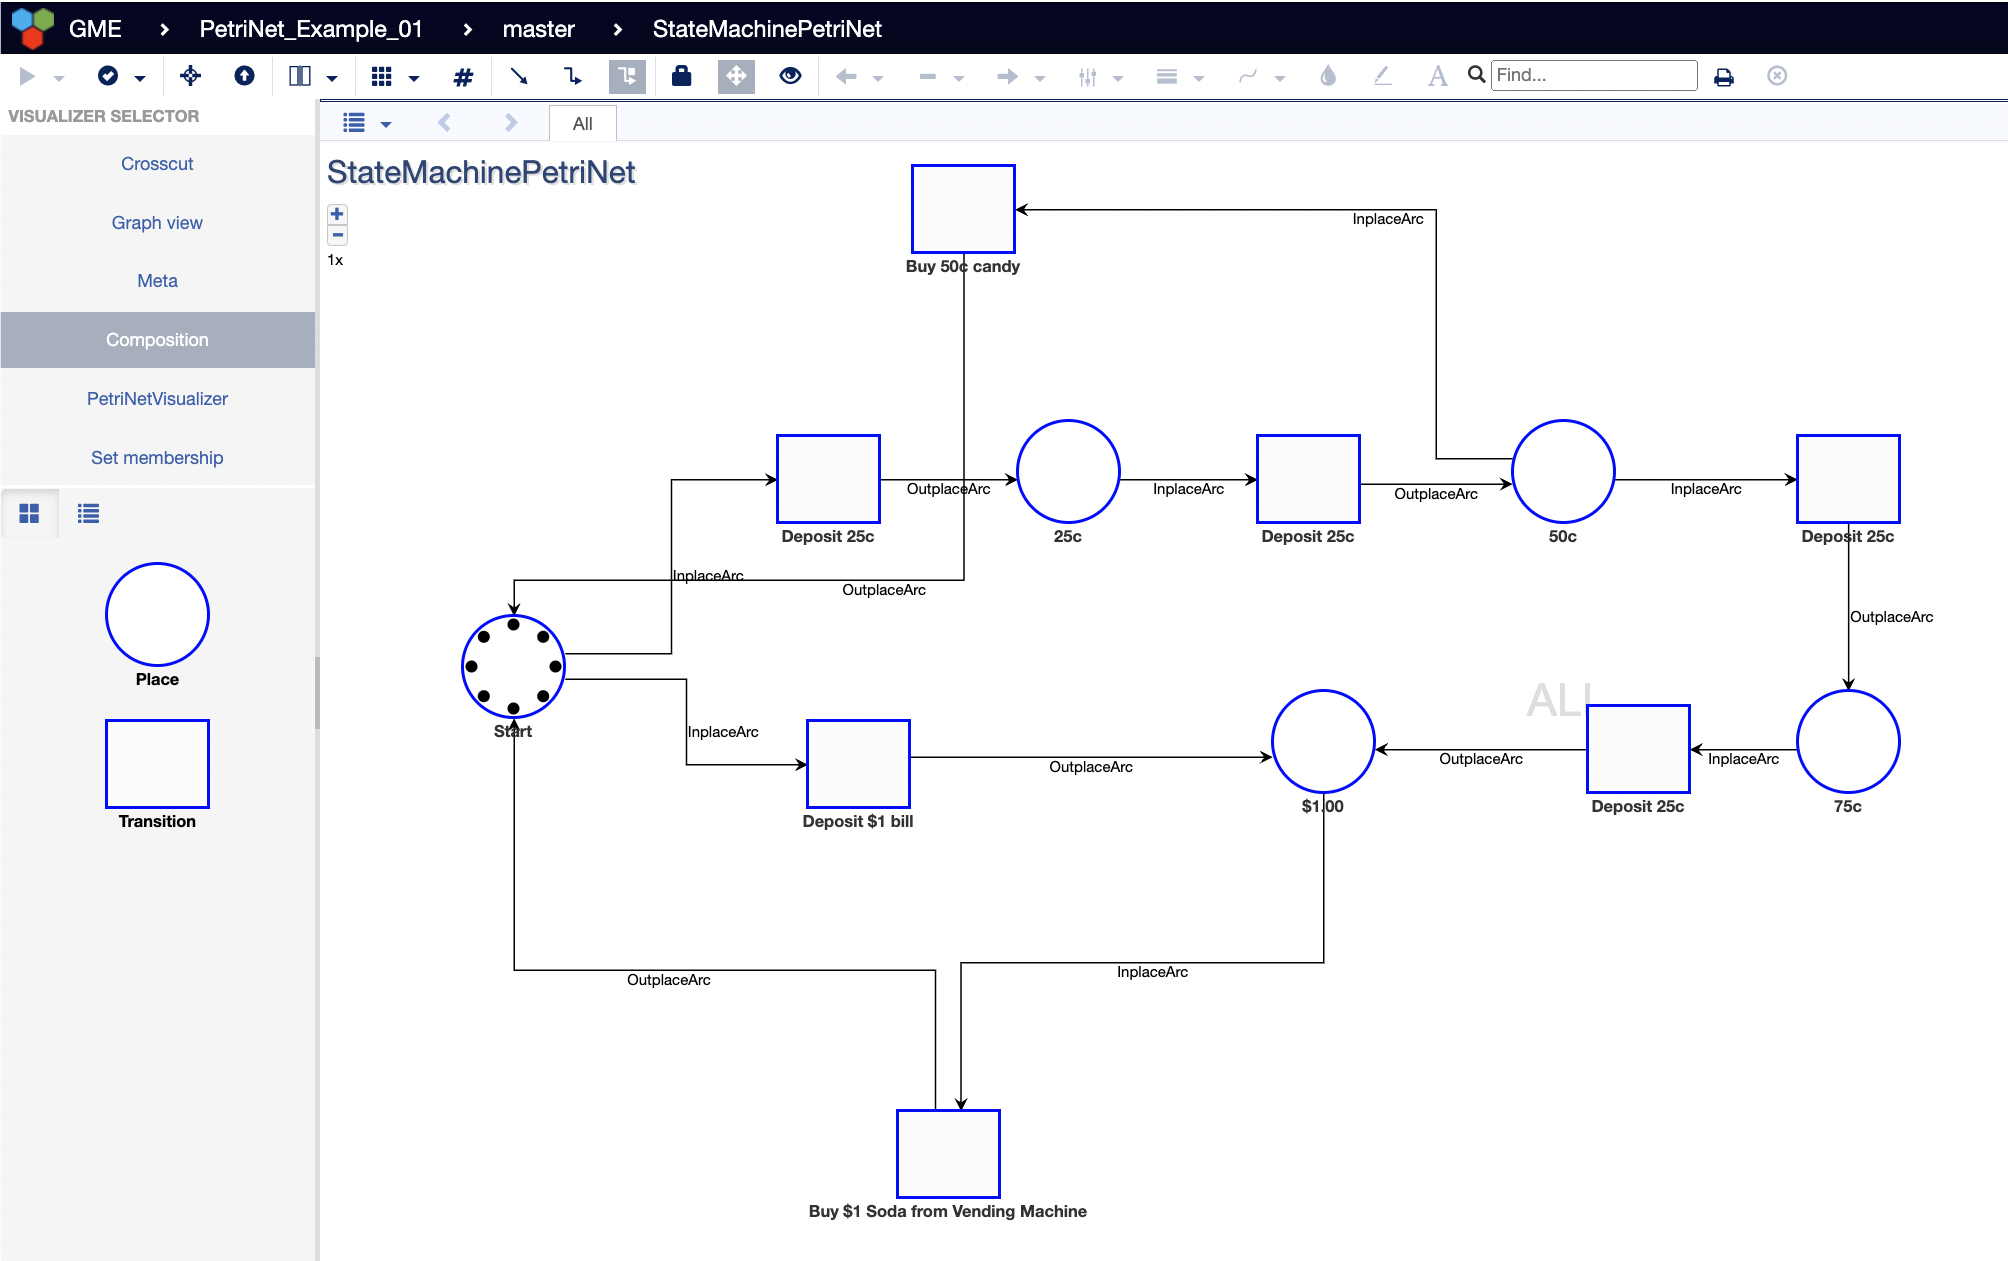 GME › PetriNet_Example_01 › master › StateMachinePetriNet
Find...
VISUALIZER SELECTOR
Crosscut
Graph view
Meta
Composition
PetriNetVisualizer
Set membership
Place
Transition
All
StateMachinePetriNet
1x
InplaceArc
Buy 50c candy
OutplaceArc
InplaceArc
OutplaceArc
InplaceArc
Deposit 25c
25c
Deposit 25c
50c
Deposit 25c
InplaceArc
OutplaceArc
OutplaceArc
ALL
Start
InplaceArc
OutplaceArc
OutplaceArc
InplaceArc
Deposit $1 bill
$1.00
Deposit 25c
75c
OutplaceArc
InplaceArc
Buy $1 Soda from Vending Machine